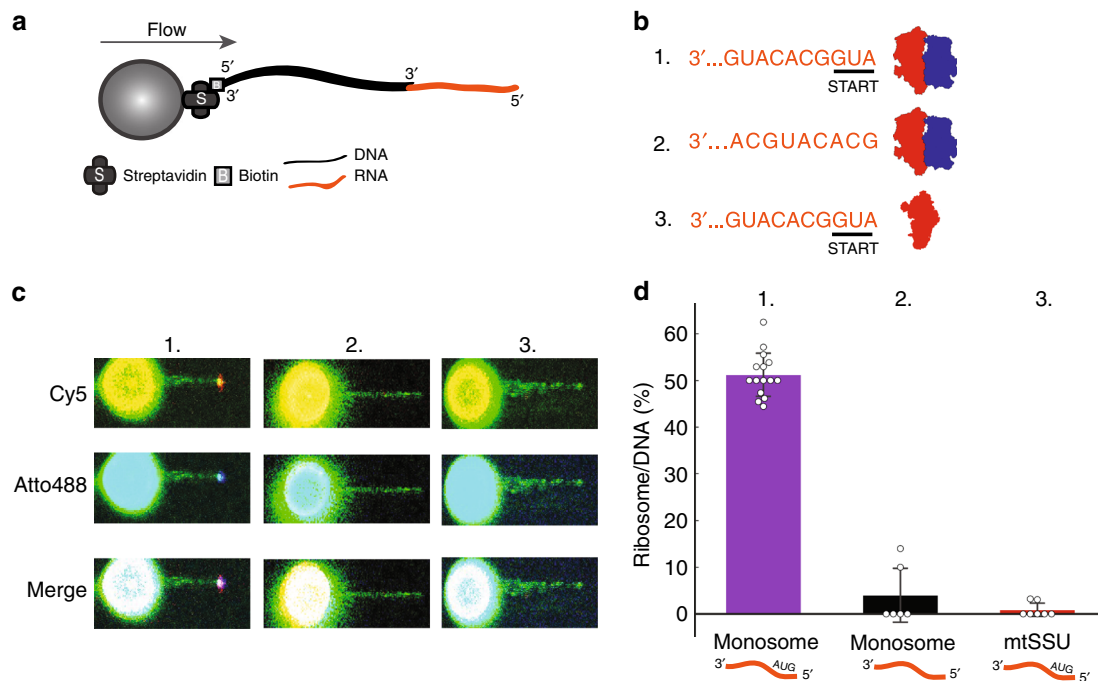 a
Flow
5′
B
3′
S
3′
5′
S Streptavidin B Biotin DNA
RNA
b
1. 3′...GUACACGGUA
START
2. 3′...ACGUACACG
3. 3′...GUACACGGUA
START
c
1. 2. 3.
Cy5
Atto488
Merge
d
1. 2. 3.
Ribosome/DNA (%)
60
50
40
30
20
10
0
Monosome Monosome mtSSU
3′ AUG 5′ 3′ 5′ 3′ AUG 5′